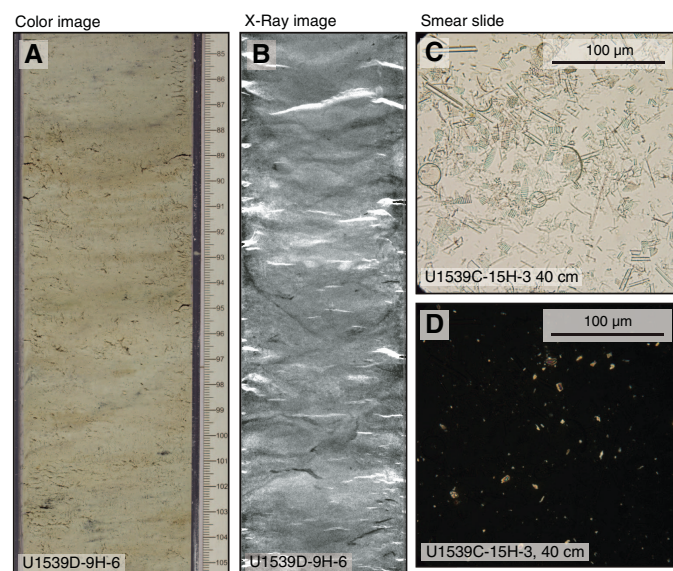 Color image
X-Ray image
Smear slide
A
B
C
100 µm
85
86
87
88
89
90
91
92
93
94
95
96
97
98
99
100
101
102
103
104
105
U1539C-15H-3 40 cm
D
100 µm
U1539D-9H-6
U1539D-9H-6
U1539C-15H-3, 40 cm